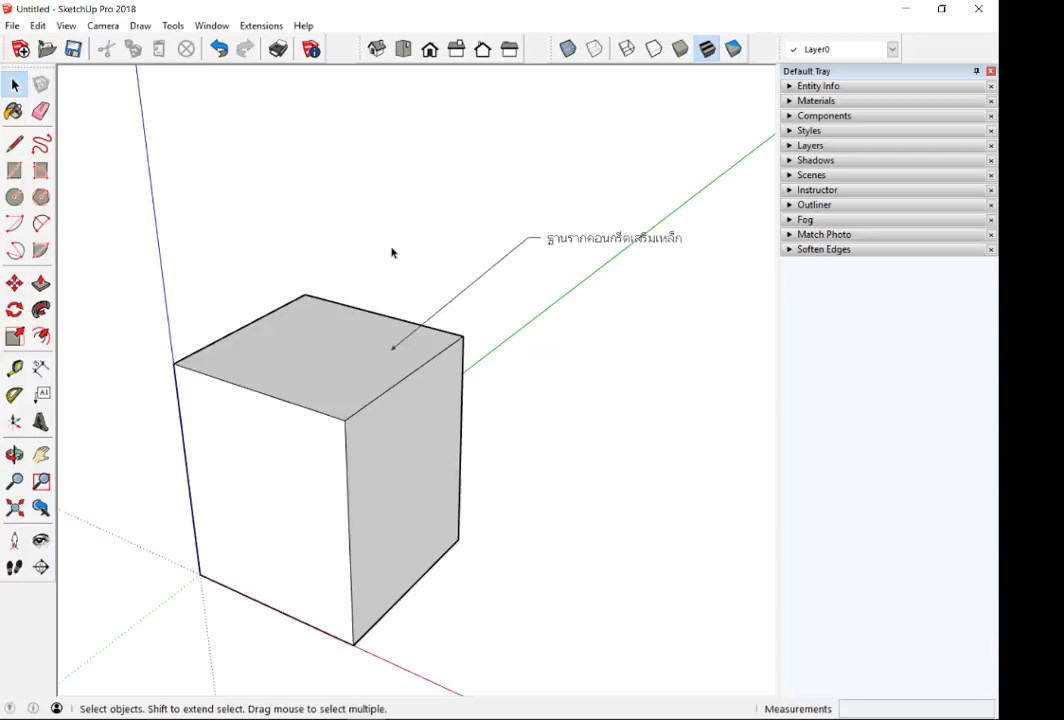 Untitled - SketchUp Pro 2018
File Edit View Camera Draw Tools Window Extensions Help
Layer0
Default Tray
Entity Info
Materials
Components
Styles
Layers
Shadows
Scenes
Instructor
Outliner
Fog
Match Photo
Soften Edges
ฐานรากคอนกรีตเสริมเหล็ก
A1
Select objects. Shift to extend select. Drag mouse to select multiple.
Measurements